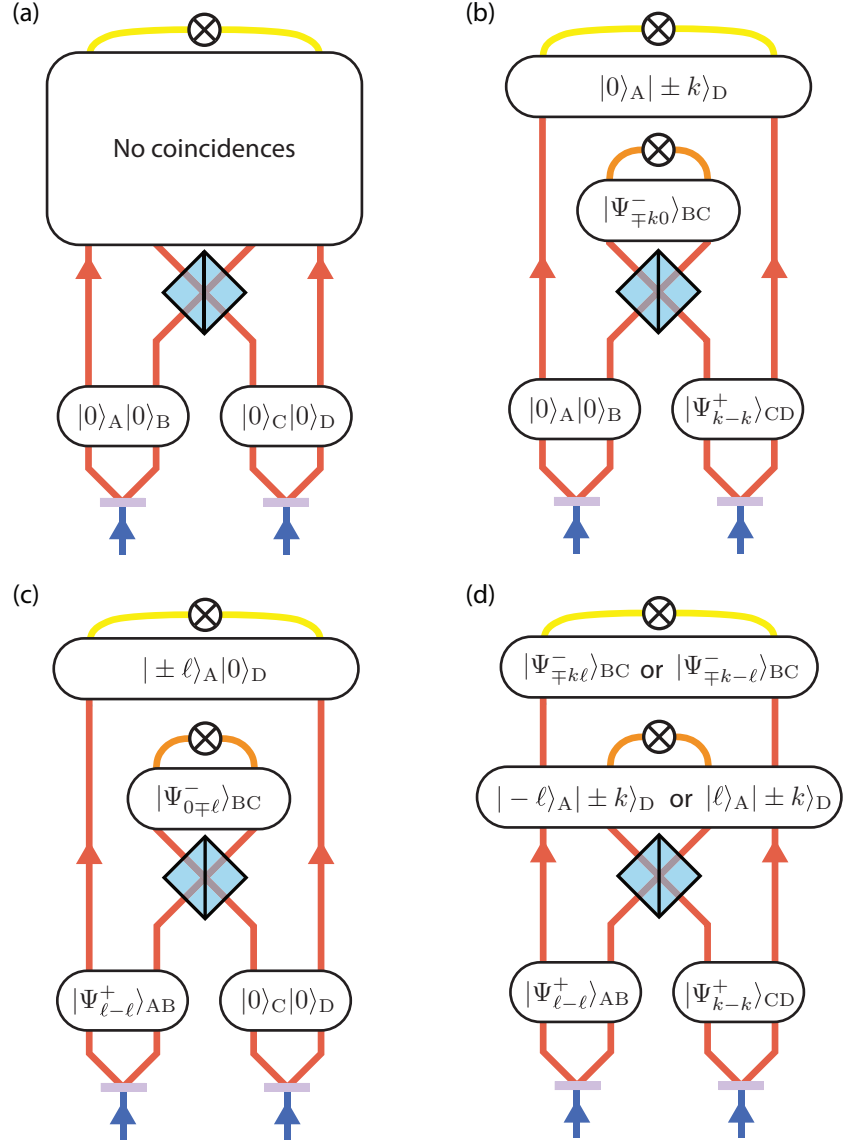 (a)
No coincidences
|0⟩A|0⟩B
|0⟩C|0⟩D
(b)
|0⟩A| ± k⟩D
|Ψ−∓k0⟩BC
|0⟩A|0⟩B
|Ψ+k−k⟩CD
(c)
| ± ℓ⟩A|0⟩D
|Ψ−0∓ℓ⟩BC
|Ψ+ℓ−ℓ⟩AB
|0⟩C|0⟩D
(d)
|Ψ−∓kℓ⟩BC or |Ψ−∓k−ℓ⟩BC
| − ℓ⟩A| ± k⟩D or |ℓ⟩A| ± k⟩D
|Ψ+ℓ−ℓ⟩AB
|Ψ+k−k⟩CD